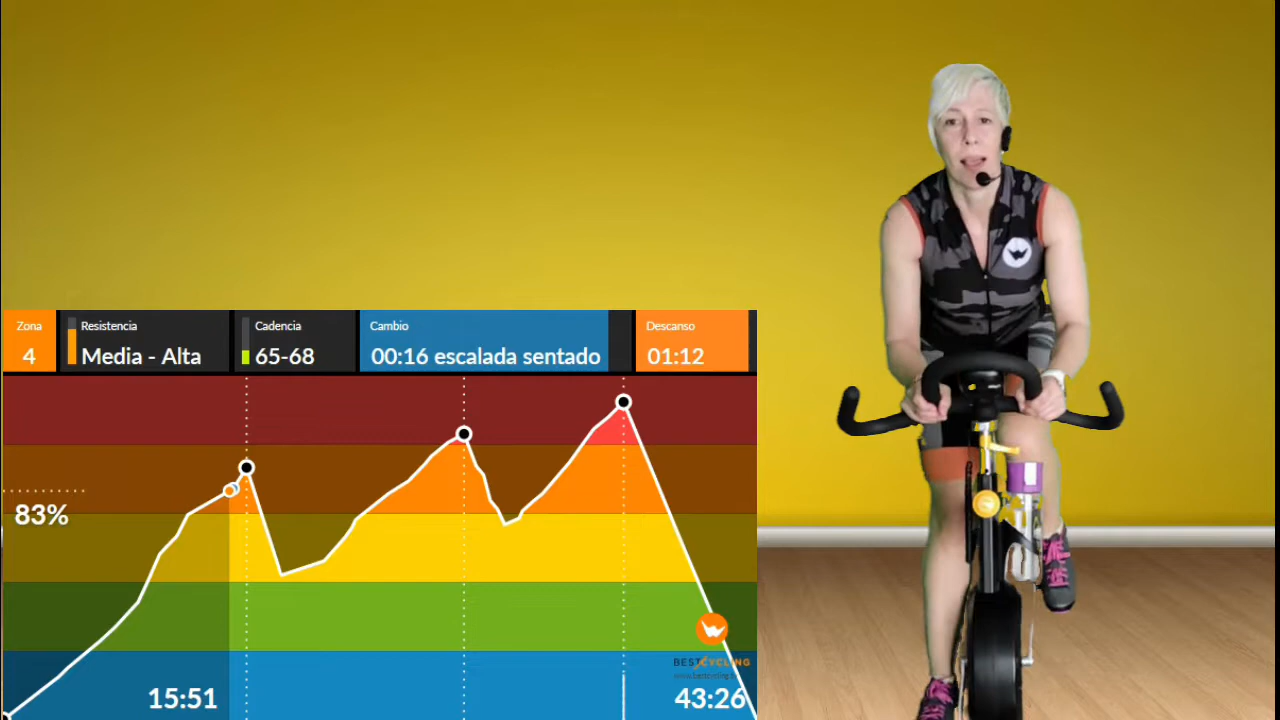 Zona
4
Resistencia
Media - Alta
Cadencia
65-68
Cambio
00:16 escalada sentado
Descanso
01:12
83%
BESTCYCLING
15:51
43:26